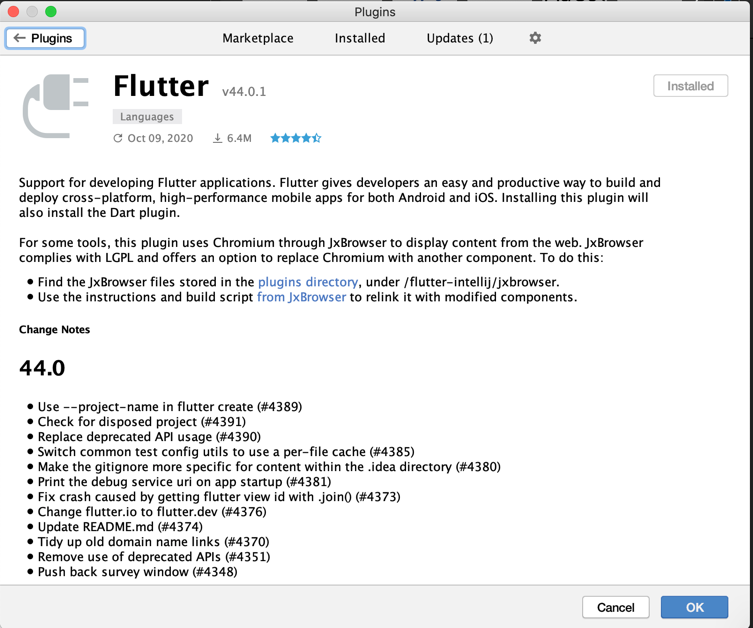 Plugins
Plugins
Marketplace
Installed
Updates (1)
Flutter v44.0.1
Installed
Languages
Oct 09, 2020
6.4M
Support for developing Flutter applications. Flutter gives developers an easy and productive way to build and
deploy cross-platform, high-performance mobile apps for both Android and iOS. Installing this plugin will
also install the Dart plugin.
For some tools, this plugin uses Chromium through JxBrowser to display content from the web. JxBrowser
complies with LGPL and offers an option to replace Chromium with another component. To do this:
• Find the JxBrowser files stored in the plugins directory, under /flutter-intellij/jxbrowser.
• Use the instructions and build script from JxBrowser to relink it with modified components.
Change Notes
44.0
• Use --project-name in flutter create (#4389)
• Check for disposed project (#4391)
• Replace deprecated API usage (#4390)
• Switch common test config utils to use a per-file cache (#4385)
• Make the gitignore more specific for content within the .idea directory (#4380)
• Print the debug service uri on app startup (#4381)
• Fix crash caused by getting flutter view id with .join() (#4373)
• Change flutter.io to flutter.dev (#4376)
• Update README.md (#4374)
• Tidy up old domain name links (#4370)
• Remove use of deprecated APIs (#4351)
• Push back survey window (#4348)
Cancel
OK